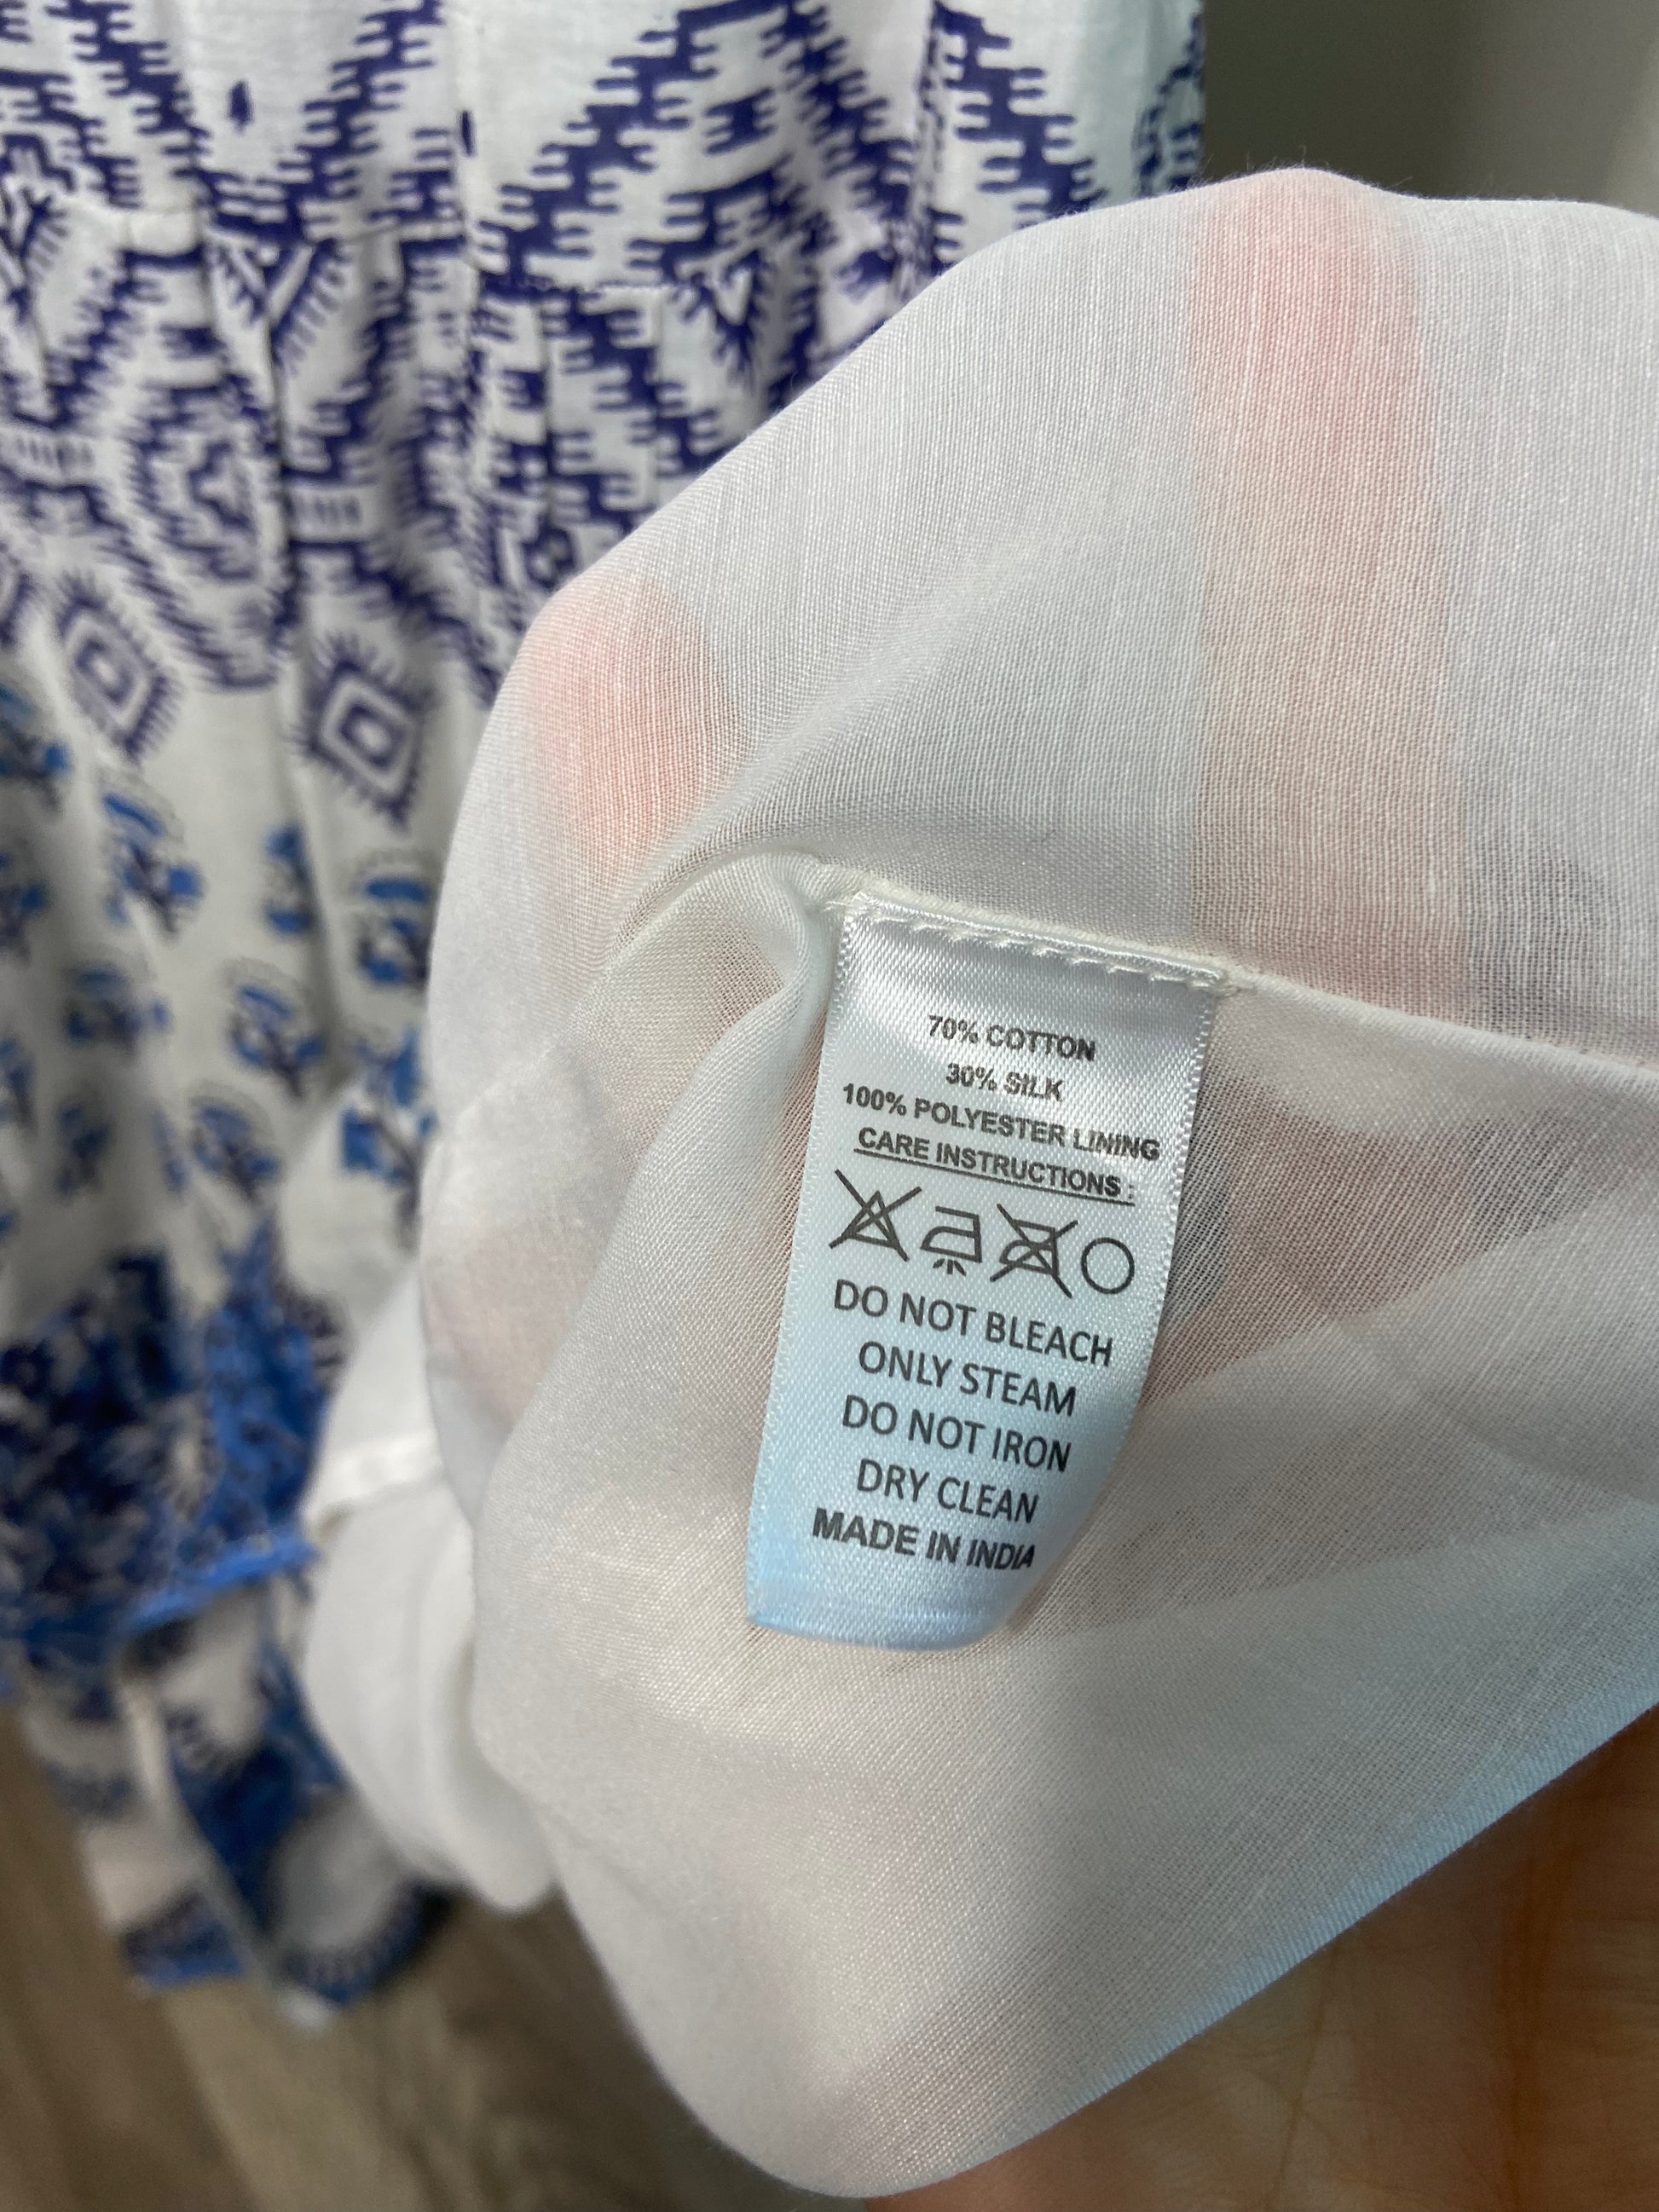 70% COTTON
30% SILK
100% POLYESTER LINING
CARE INSTRUCTIONS :
DO NOT BLEACH
ONLY STEAM
DO NOT IRON
DRY CLEAN
MADE IN INDIA